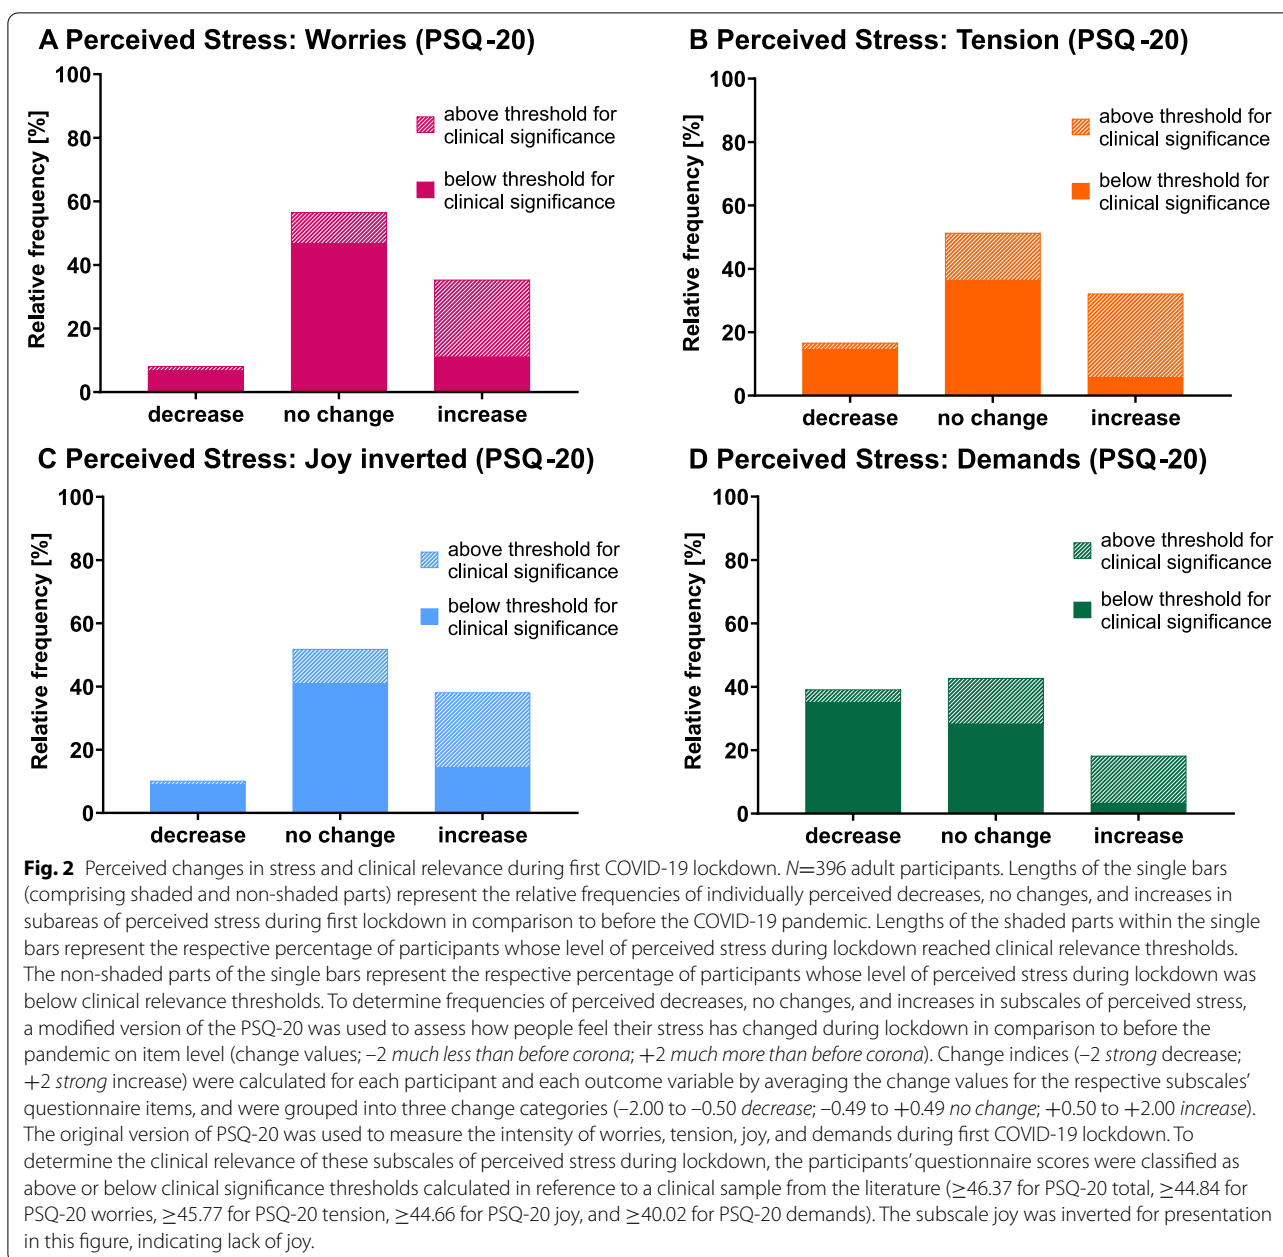 A Perceived Stress: Worries (PSQ-20)
100
80
60
40
20
0
Relative frequency [%]
above threshold for
clinical significance
below threshold for
clinical significance
decrease
no change
increase
B Perceived Stress: Tension (PSQ-20)
100
80
60
40
20
0
Relative frequency [%]
above threshold for
clinical significance
below threshold for
clinical significance
decrease
no change
increase
C Perceived Stress: Joy inverted (PSQ-20)
100
80
60
40
20
0
Relative frequency [%]
above threshold for
clinical significance
below threshold for
clinical significance
decrease
no change
increase
D Perceived Stress: Demands (PSQ-20)
100
80
60
40
20
0
Relative frequency [%]
above threshold for
clinical significance
below threshold for
clinical significance
decrease
no change
increase
Fig. 2 Perceived changes in stress and clinical relevance during first COVID-19 lockdown. N=396 adult participants. Lengths of the single bars
(comprising shaded and non-shaded parts) represent the relative frequencies of individually perceived decreases, no changes, and increases in
subareas of perceived stress during first lockdown in comparison to before the COVID-19 pandemic. Lengths of the shaded parts within the single
bars represent the respective percentage of participants whose level of perceived stress during lockdown reached clinical relevance thresholds.
The non-shaded parts of the single bars represent the respective percentage of participants whose level of perceived stress during lockdown was
below clinical relevance thresholds. To determine frequencies of perceived decreases, no changes, and increases in subscales of perceived stress,
a modified version of the PSQ-20 was used to assess how people feel their stress has changed during lockdown in comparison to before the
pandemic on item level (change values; –2 much less than before corona; +2 much more than before corona). Change indices (–2 strong decrease;
+2 strong increase) were calculated for each participant and each outcome variable by averaging the change values for the respective subscales'
questionnaire items, and were grouped into three change categories (–2.00 to –0.50 decrease; –0.49 to +0.49 no change; +0.50 to +2.00 increase).
The original version of PSQ-20 was used to measure the intensity of worries, tension, joy, and demands during first COVID-19 lockdown. To
determine the clinical relevance of these subscales of perceived stress during lockdown, the participants' questionnaire scores were classified as
above or below clinical significance thresholds calculated in reference to a clinical sample from the literature (≥46.37 for PSQ-20 total, ≥44.84 for
PSQ-20 worries, ≥45.77 for PSQ-20 tension, ≥44.66 for PSQ-20 joy, and ≥40.02 for PSQ-20 demands). The subscale joy was inverted for presentation
in this figure, indicating lack of joy.